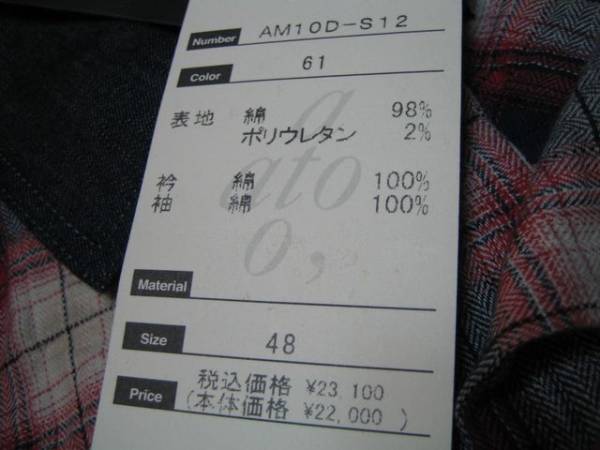 Number AM10D-S12
Color 61
表地 綿 98%
ポリウレタン 2%
衿 綿 100%
袖 綿 100%
a
ato
o,
Material
Size 48
Price 税込価格 ¥23,100
(本体価格 ¥22,000 )